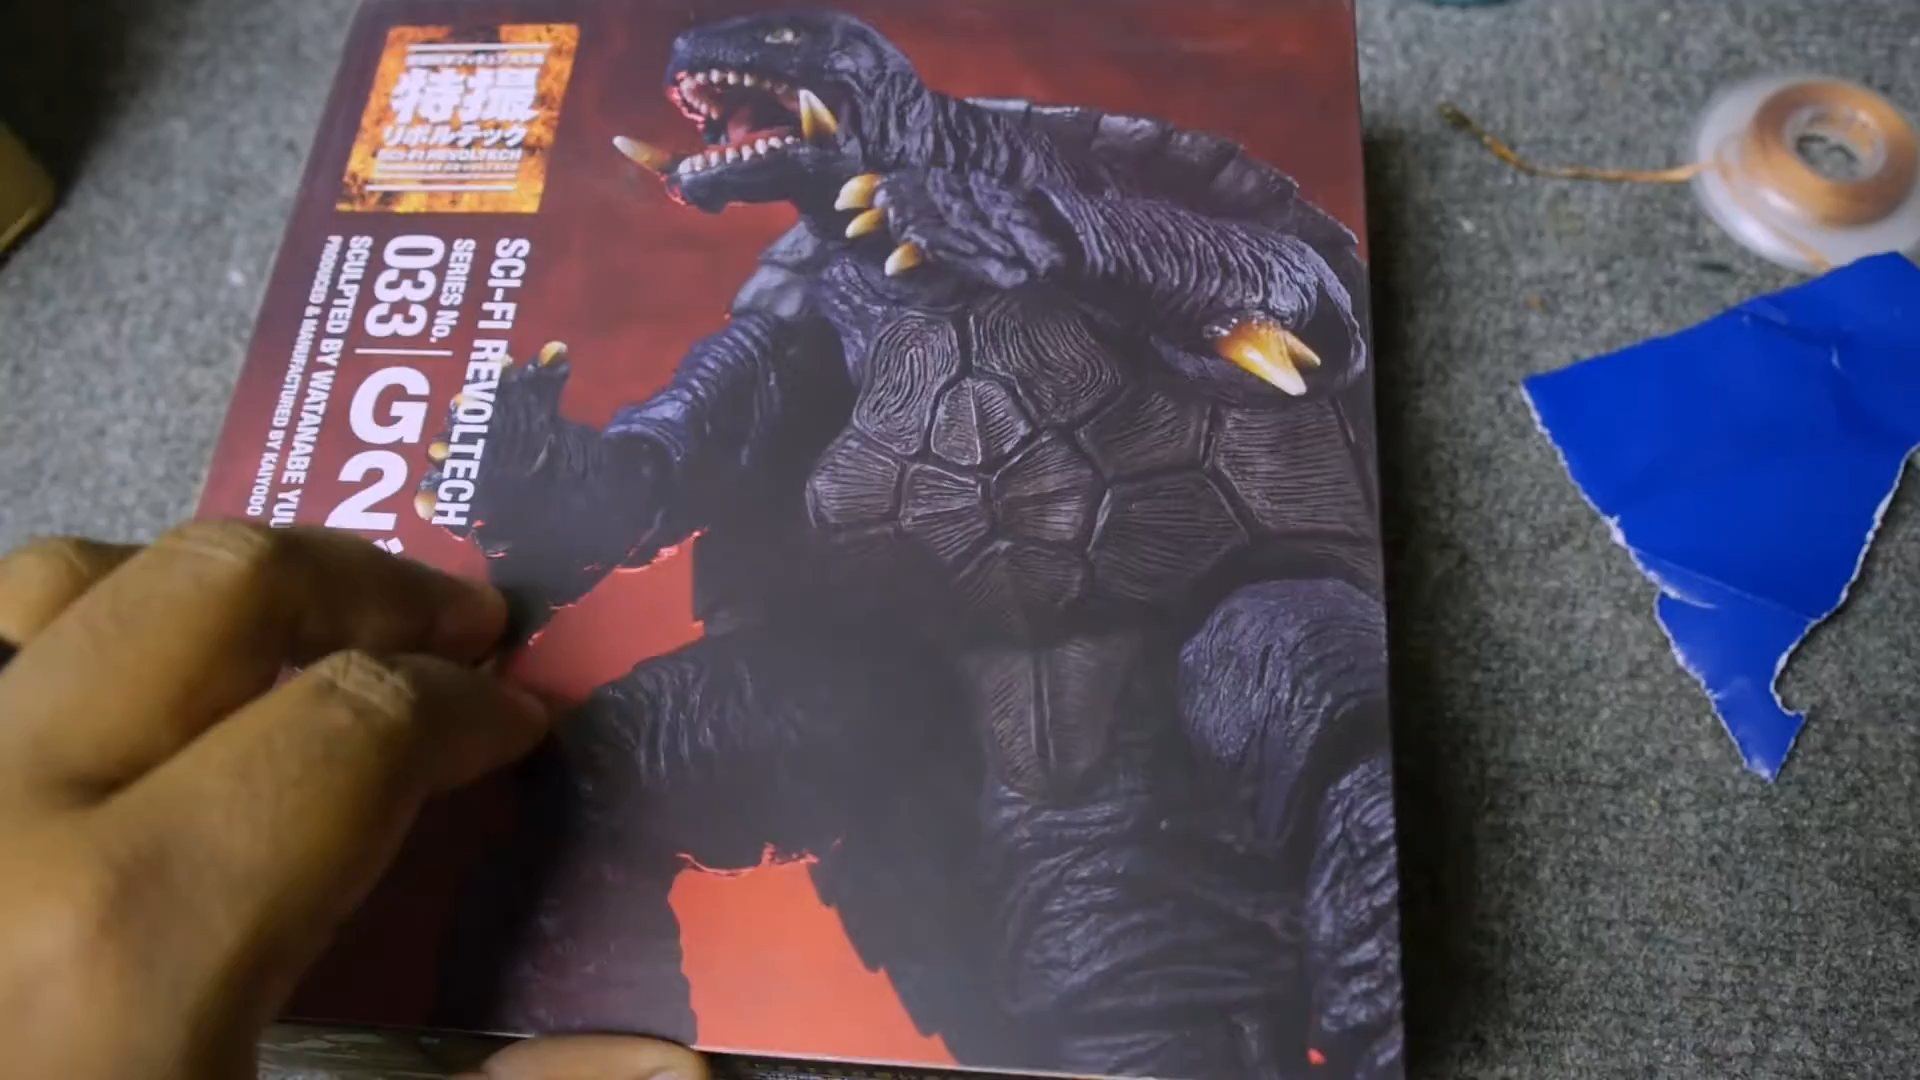 特撮
リボルテック
SCI-FI REVOLTECH
SCI-FI REVOLTECH
SERIES No.
033 | G2
SCULPTED BY WATANABE
PRODUCED & MANUFACTURED BY KAIYODO